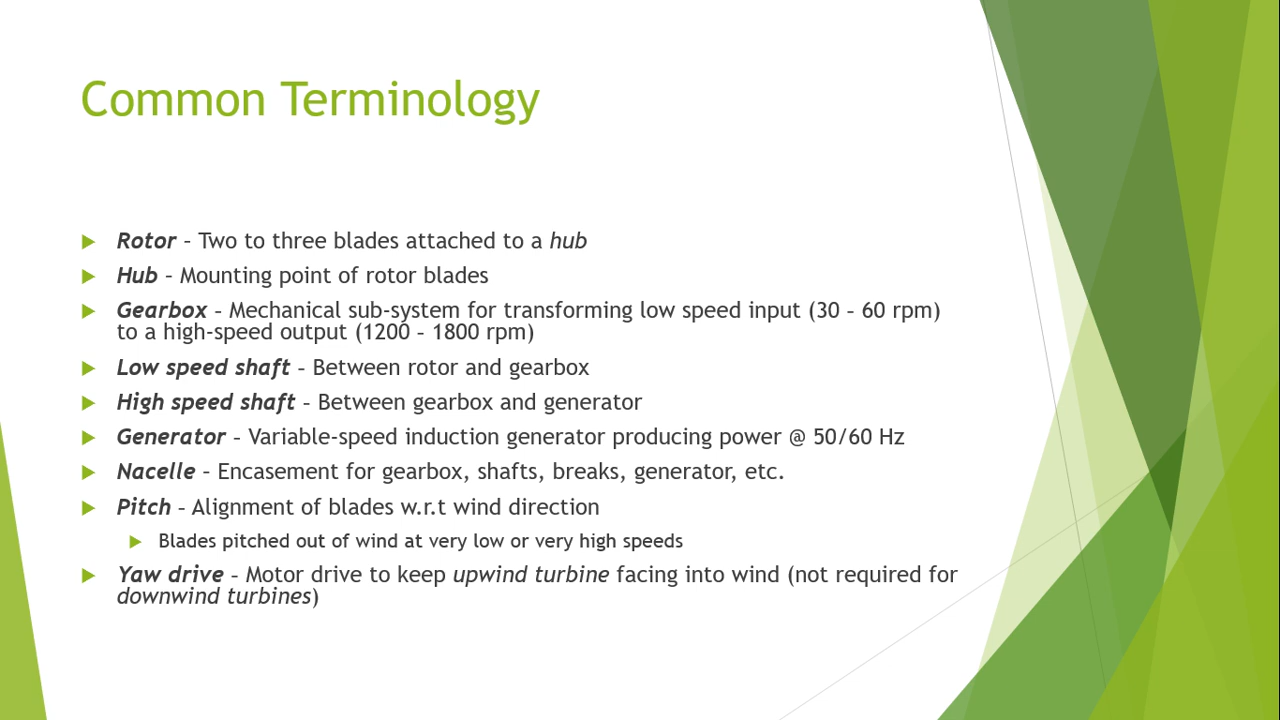 Common Terminology
Rotor – Two to three blades attached to a hub
Hub – Mounting point of rotor blades
Gearbox – Mechanical sub-system for transforming low speed input (30 – 60 rpm)
to a high-speed output (1200 – 1800 rpm)
Low speed shaft – Between rotor and gearbox
High speed shaft – Between gearbox and generator
Generator – Variable-speed induction generator producing power @ 50/60 Hz
Nacelle – Encasement for gearbox, shafts, breaks, generator, etc.
Pitch – Alignment of blades w.r.t wind direction
Blades pitched out of wind at very low or very high speeds
Yaw drive – Motor drive to keep upwind turbine facing into wind (not required for
downwind turbines)